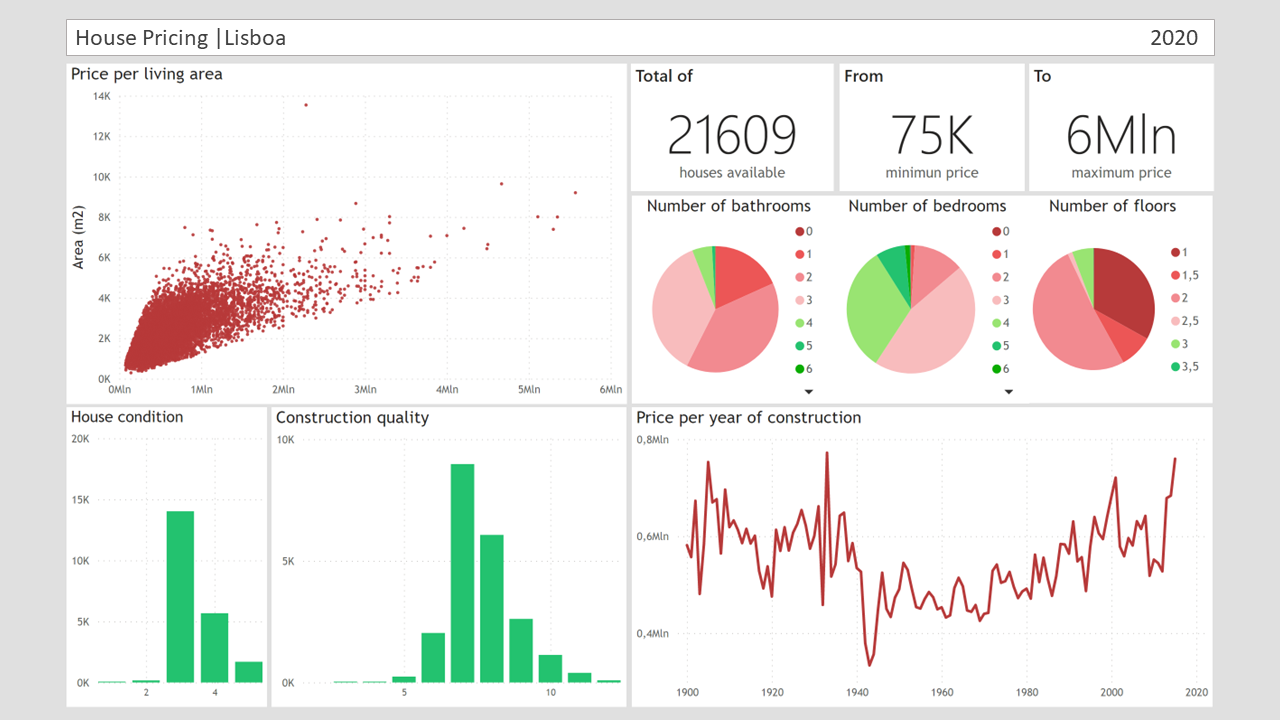 House Pricing |Lisboa
2020
Price per living area
14K
12K
10K
8K
6K
4K
2K
0K
Area (m2)
0Mln 1Mln 2Mln 3Mln 4Mln 5Mln 6Mln
Total of
21609
houses available
From
75K
minimun price
To
6Mln
maximum price
Number of bathrooms
0
1
2
3
4
5
6
Number of bedrooms
0
1
2
3
4
5
6
Number of floors
1
1,5
2
2,5
3
3,5
House condition
20K
15K
10K
5K
0K
2 4
Construction quality
10K
5K
0K
5 10
Price per year of construction
0,8Mln
0,6Mln
0,4Mln
1900 1920 1940 1960 1980 2000 2020